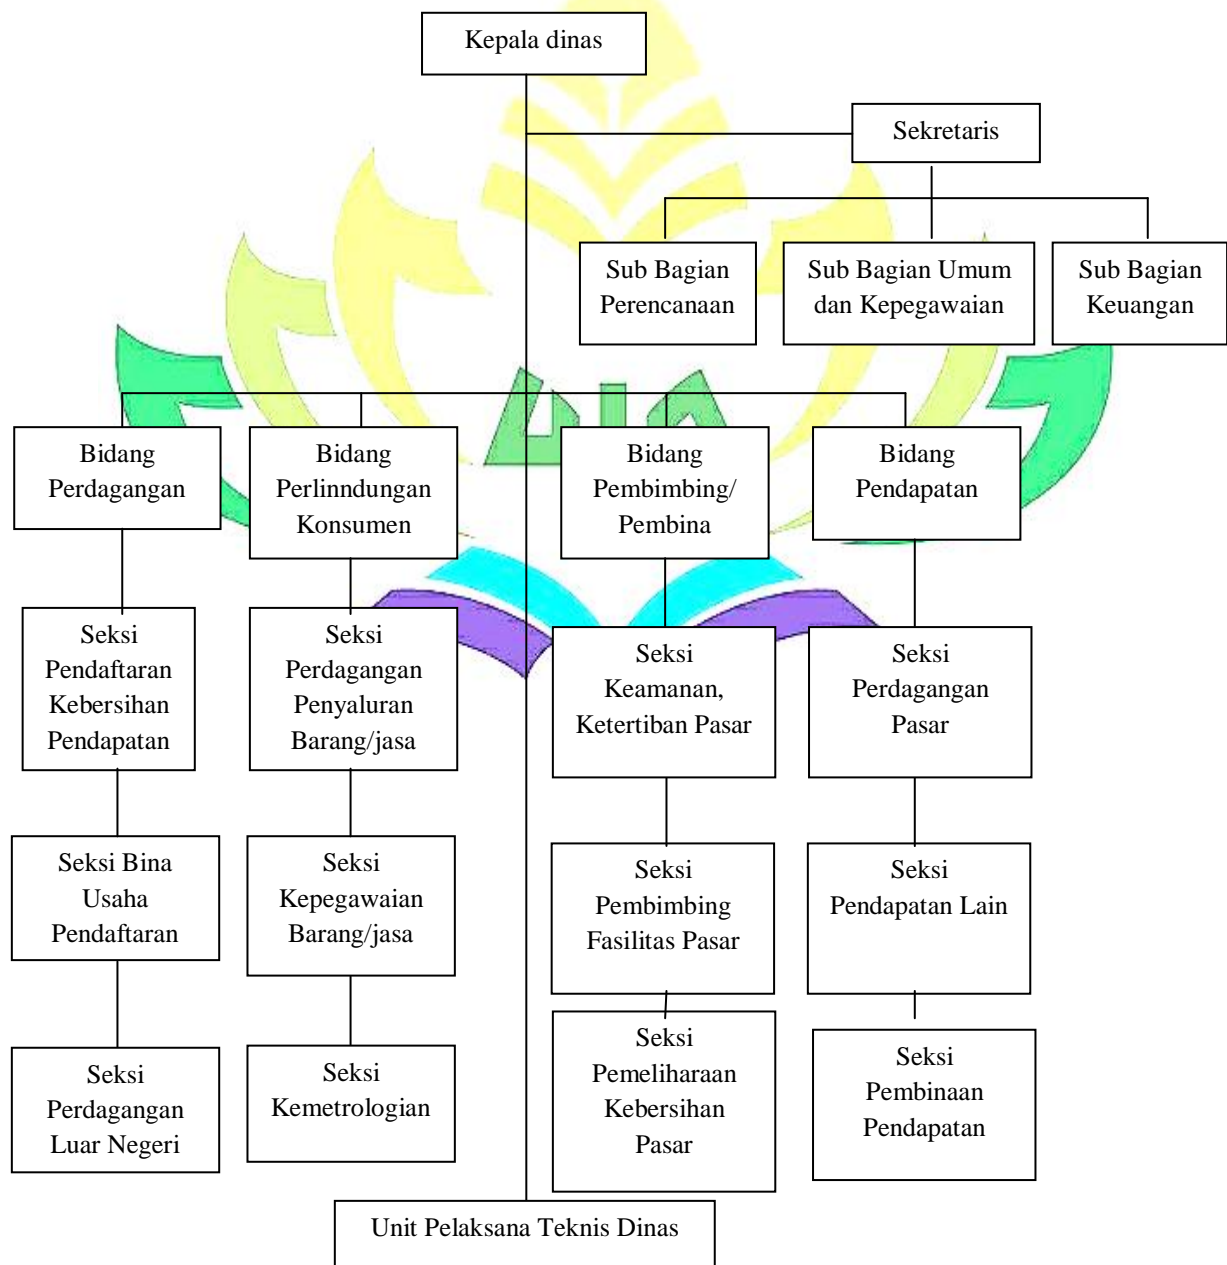 Kepala dinas
Sekretaris
Sub Bagian
Perencanaan
Sub Bagian Umum
dan Kepegawaian
Sub Bagian
Keuangan
Bidang
Perdagangan
Bidang
Perlinndungan
Konsumen
Bidang
Pembimbing/
Pembina
Bidang
Pendapatan
Seksi
Pendaftaran
Kebersihan
Pendapatan
Seksi
Perdagangan
Penyaluran
Barang/jasa
Seksi
Keamanan,
Ketertiban Pasar
Seksi
Perdagangan
Pasar
Seksi Bina
Usaha
Pendaftaran
Seksi
Kepegawaian
Barang/jasa
Seksi
Pembimbing
Fasilitas Pasar
Seksi
Pendapatan Lain
Seksi
Perdagangan
Luar Negeri
Seksi
Kemetrologian
Seksi
Pemeliharaan
Kebersihan
Pasar
Seksi
Pembinaan
Pendapatan
Unit Pelaksana Teknis Dinas